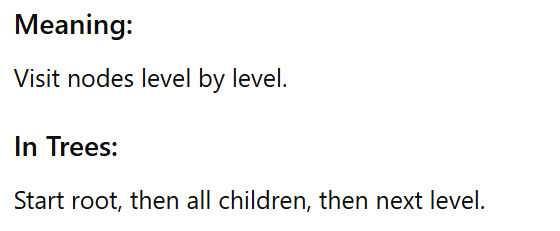 Meaning:
Visit nodes level by level.
In Trees:
Start root, then all children, then next level.